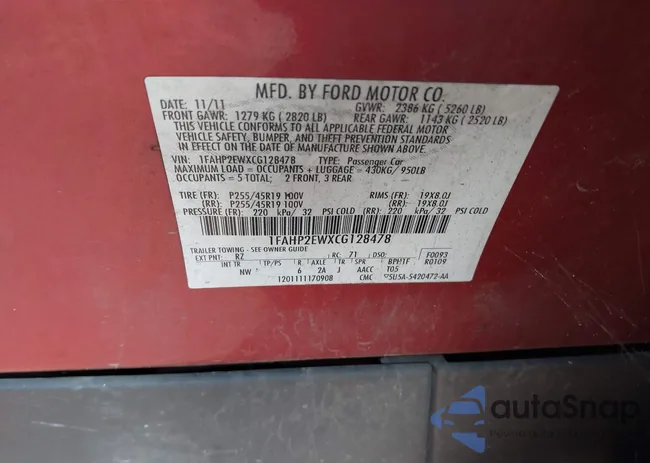 MFD. BY FORD MOTOR CO.
DATE: 11/11 GVWR: 2386 KG ( 5260 LB)
FRONT GAWR: 1279 KG ( 2820 LB) REAR GAWR: 1143 KG ( 2520 LB)
THIS VEHICLE CONFORMS TO ALL APPLICABLE FEDERAL MOTOR
VEHICLE SAFETY, BUMPER, AND THEFT PREVENTION STANDARDS
IN EFFECT ON THE DATE OF MANUFACTURE SHOWN ABOVE.
VIN: 1FAHP2EWXCG128478 TYPE: Passenger Car
MAXIMUM LOAD = OCCUPANTS + LUGGAGE = 430KG/ 950LB
OCCUPANTS = 5 TOTAL: 2 FRONT, 3 REAR
TIRE (FR): P255/45R19 100V RIMS (FR): 19X8.0J
(RR): P255/45R19 100V (RR): 19X8.0J
PRESSURE (FR): 220 kPa/ 32 PSI COLD (RR): 220 kPa/ 32 PSI COLD
1FAHP2EWXCG128478
TRAILER TOWING - SEE OWNER GUIDE
EXT PNT: RZ RC: 71 DSO: F0093
INT TR TP/PS R AXLE TR SPR R0109
NW 6 2A J AACC T05
1201111170908 CMC
autoSnap